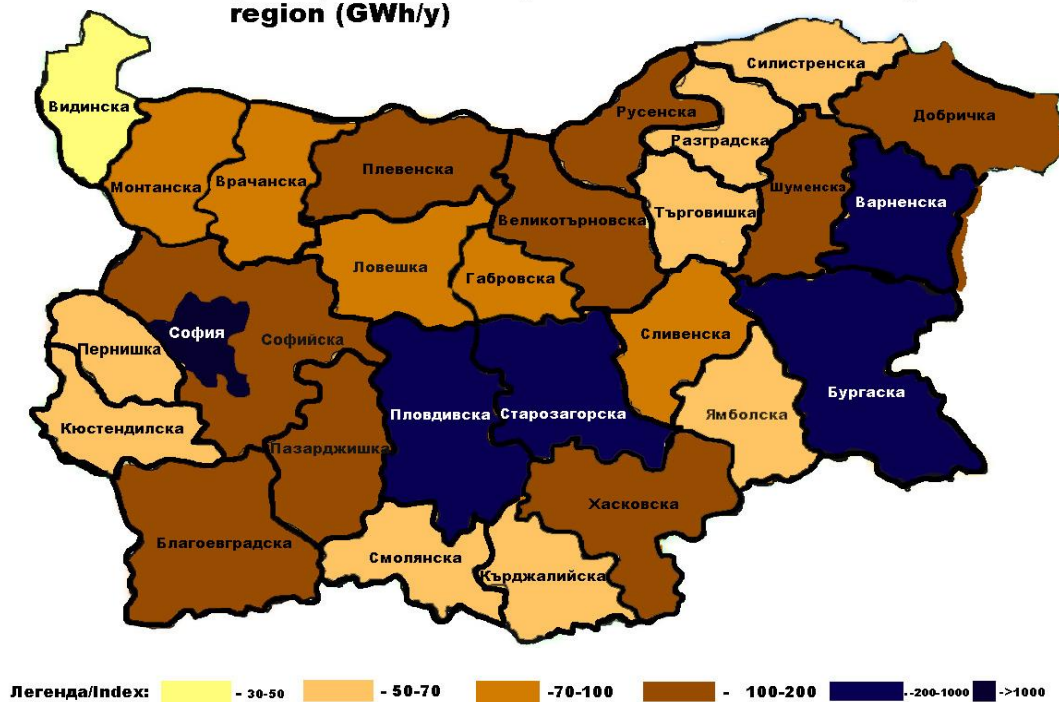 region (GWh/y)
Силистренска
Видинска
Русенска
Добричка
Разградска
Плевенска
Монтанска
Врачанска
Шуменска
Варненска
Търговишка
Великотърновска
Ловешка
Габровска
София
Софийска
Сливенска
Пернишка
Бургаска
Пловдивска
Старозагорска
Ямболска
Кюстендилска
Пазарджишка
Хасковска
Благоевградска
Смолянска
Кърджалийска
Легенда/Index: - 30-50 - 50-70 -70-100 - 100-200 -200-1000 ->1000